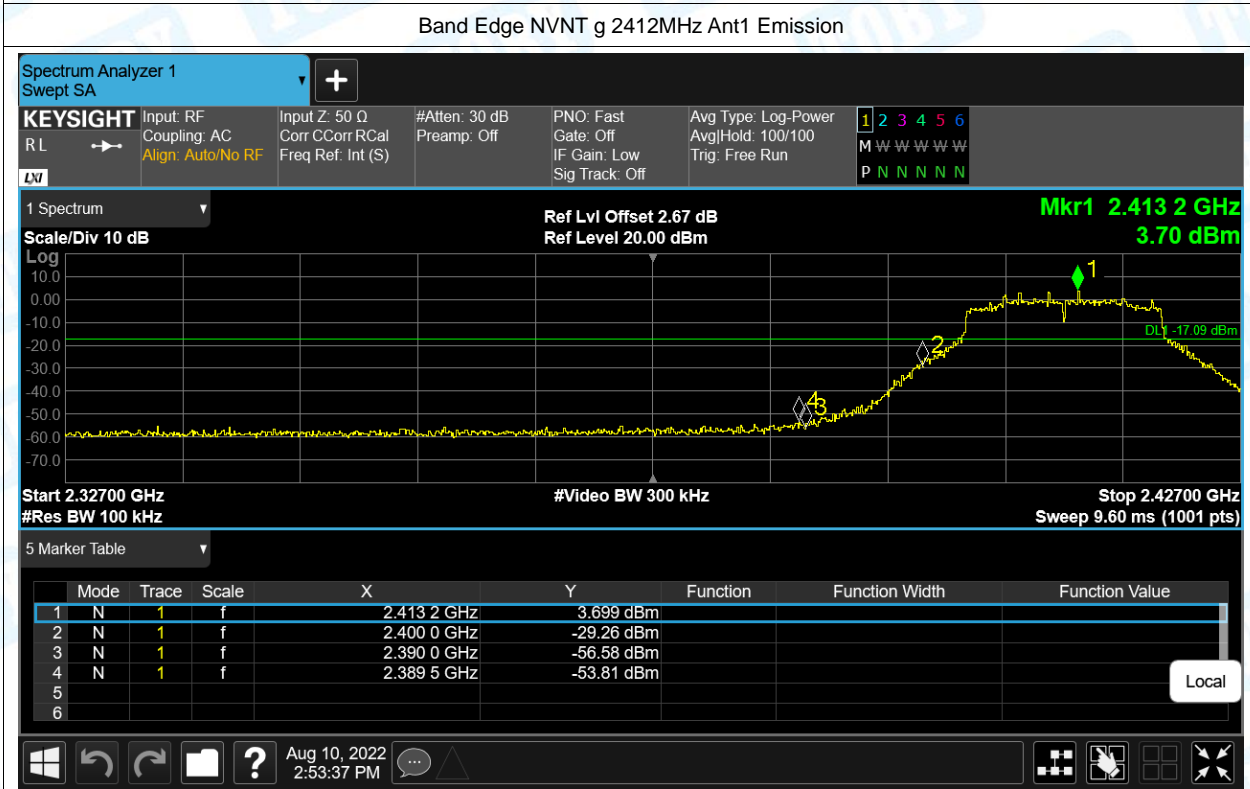 Band Edge NVNT g 2412MHz Ant1 Emission
Spectrum Analyzer 1
Swept SA
+
KEYSIGHT
RL
LXI
Input: RF
Coupling: AC
Align: Auto/No RF
Input Z: 50 Ω
Corr CCorr RCal
Freq Ref: Int (S)
#Atten: 30 dB
Preamp: Off
PNO: Fast
Gate: Off
IF Gain: Low
Sig Track: Off
Avg Type: Log-Power
Avg|Hold: 100/100
Trig: Free Run
1 2 3 4 5 6
M W W W W W
P N N N N N
1 Spectrum
Scale/Div 10 dB
Ref Lvl Offset 2.67 dB
Ref Level 20.00 dBm
Mkr1 2.413 2 GHz
3.70 dBm
Log
10.0
0.00
-10.0
-20.0
-30.0
-40.0
-50.0
-60.0
-70.0
1
DL1 -17.09 dBm
2
4
3
Start 2.32700 GHz
#Video BW 300 kHz
Stop 2.42700 GHz
#Res BW 100 kHz
Sweep 9.60 ms (1001 pts)
5 Marker Table
Mode Trace Scale X Y Function Function Width Function Value
1 N 1 f 2.413 2 GHz 3.699 dBm
2 N 1 f 2.400 0 GHz -29.26 dBm
3 N 1 f 2.390 0 GHz -56.58 dBm
4 N 1 f 2.389 5 GHz -53.81 dBm
5
6
Local
?
Aug 10, 2022
2:53:37 PM